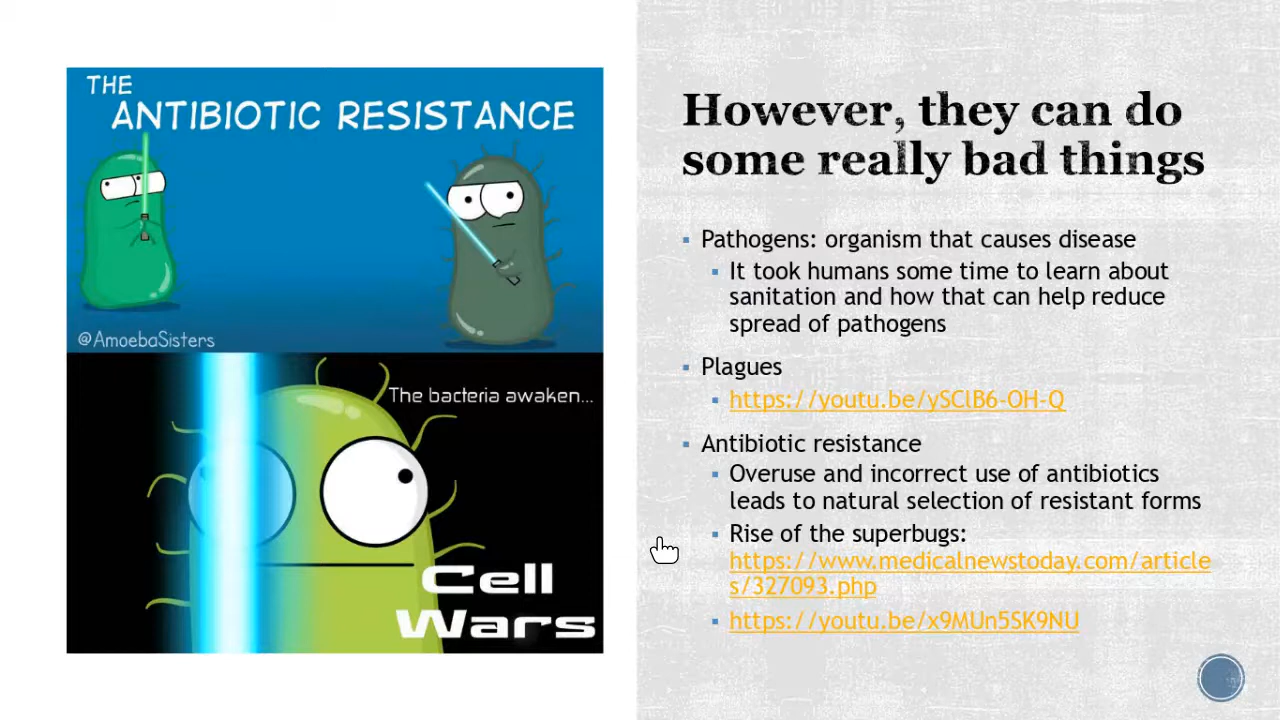 THE
ANTIBIOTIC RESISTANCE
@AmoebaSisters
The bacteria awaken...
Cell
Wars
However, they can do
some really bad things
▪ Pathogens: organism that causes disease
▪ It took humans some time to learn about
sanitation and how that can help reduce
spread of pathogens
▪ Plagues
▪ https://youtu.be/ySClB6-OH-Q
▪ Antibiotic resistance
▪ Overuse and incorrect use of antibiotics
leads to natural selection of resistant forms
▪ Rise of the superbugs:
https://www.medicalnewstoday.com/article
s/327093.php
▪ https://youtu.be/x9MUn5SK9NU